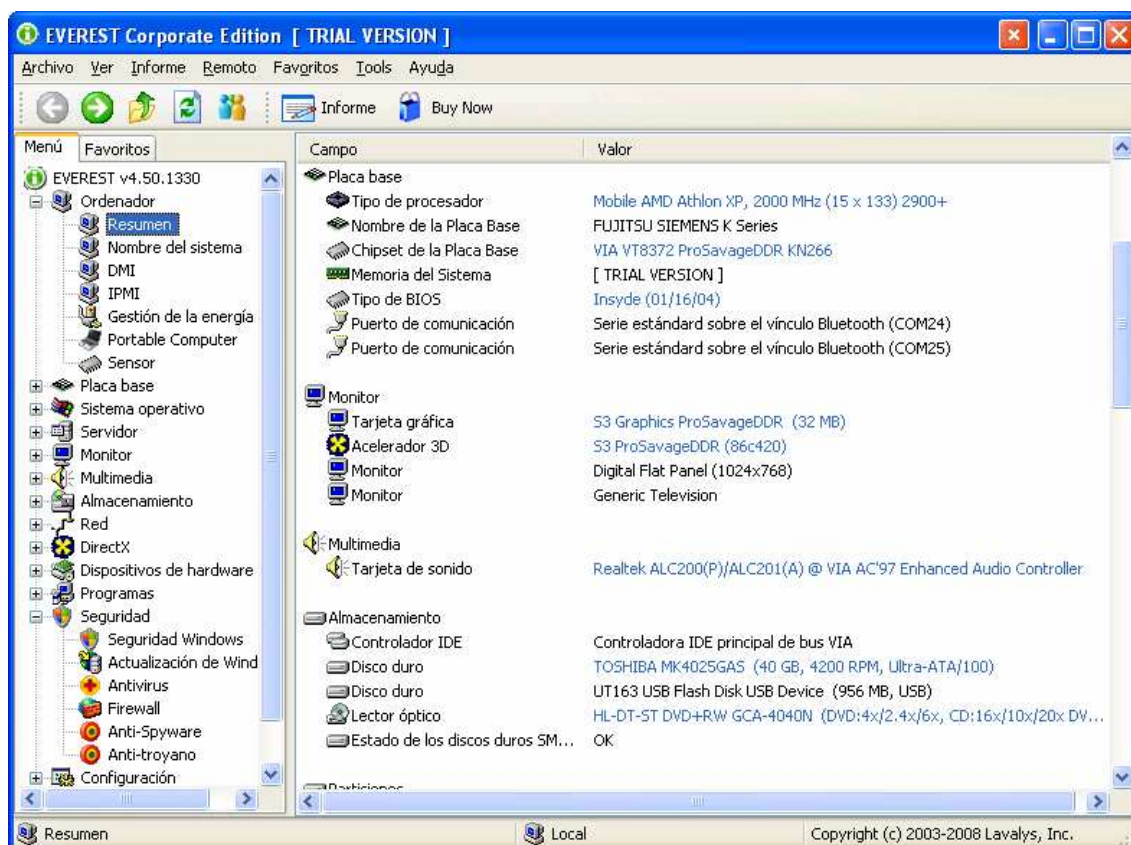 EVEREST Corporate Edition [ TRIAL VERSION ]
Archivo Ver Informe Remoto Favoritos Tools Ayuda
Informe Buy Now
Menú Favoritos
EVEREST v4.50.1330
Ordenador
Resumen
Nombre del sistema
DMI
IPMI
Gestión de la energía
Portable Computer
Sensor
Placa base
Sistema operativo
Servidor
Monitor
Multimedia
Almacenamiento
Red
DirectX
Dispositivos de hardware
Programas
Seguridad
Seguridad Windows
Actualización de Wind
Antivirus
Firewall
Anti-Spyware
Anti-troyano
Configuración
Campo Valor
Placa base
Tipo de procesador Mobile AMD Athlon XP, 2000 MHz (15 x 133) 2900+
Nombre de la Placa Base FUJITSU SIEMENS K Series
Chipset de la Placa Base VIA VT8372 ProSavageDDR KN266
Memoria del Sistema [ TRIAL VERSION ]
Tipo de BIOS Insyde (01/16/04)
Puerto de comunicación Serie estándard sobre el vínculo Bluetooth (COM24)
Puerto de comunicación Serie estándard sobre el vínculo Bluetooth (COM25)
Monitor
Tarjeta gráfica S3 Graphics ProSavageDDR (32 MB)
Acelerador 3D S3 ProSavageDDR (86c420)
Monitor Digital Flat Panel (1024x768)
Monitor Generic Television
Multimedia
Tarjeta de sonido Realtek ALC200(P)/ALC201(A) @ VIA AC'97 Enhanced Audio Controller
Almacenamiento
Controlador IDE Controladora IDE principal de bus VIA
Disco duro TOSHIBA MK4025GAS (40 GB, 4200 RPM, Ultra-ATA/100)
Disco duro UT163 USB Flash Disk USB Device (956 MB, USB)
Lector óptico HL-DT-ST DVD+RW GCA-4040N (DVD:4x/2.4x/6x, CD:16x/10x/20x DV...
Estado de los discos duros SM... OK
Particiones
Resumen Local Copyright (c) 2003-2008 Lavalys, Inc.